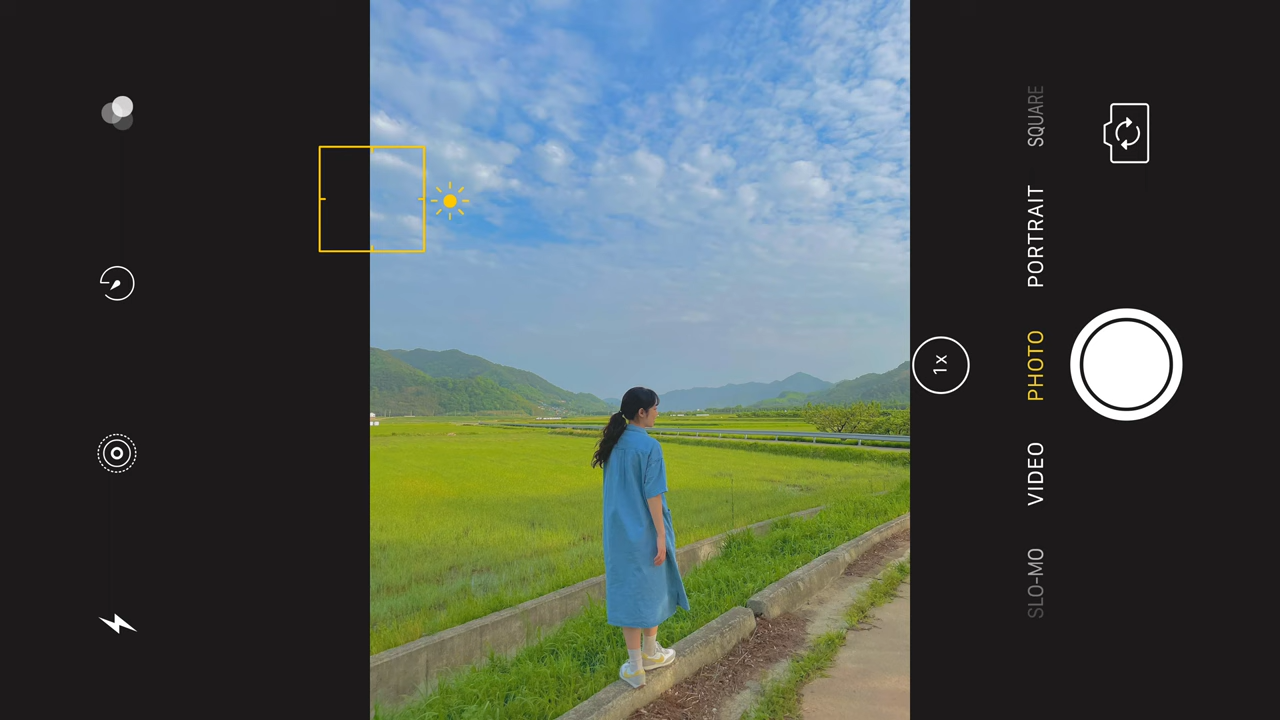 SQUARE
PORTRAIT
PHOTO
VIDEO
SLO-MO
1x